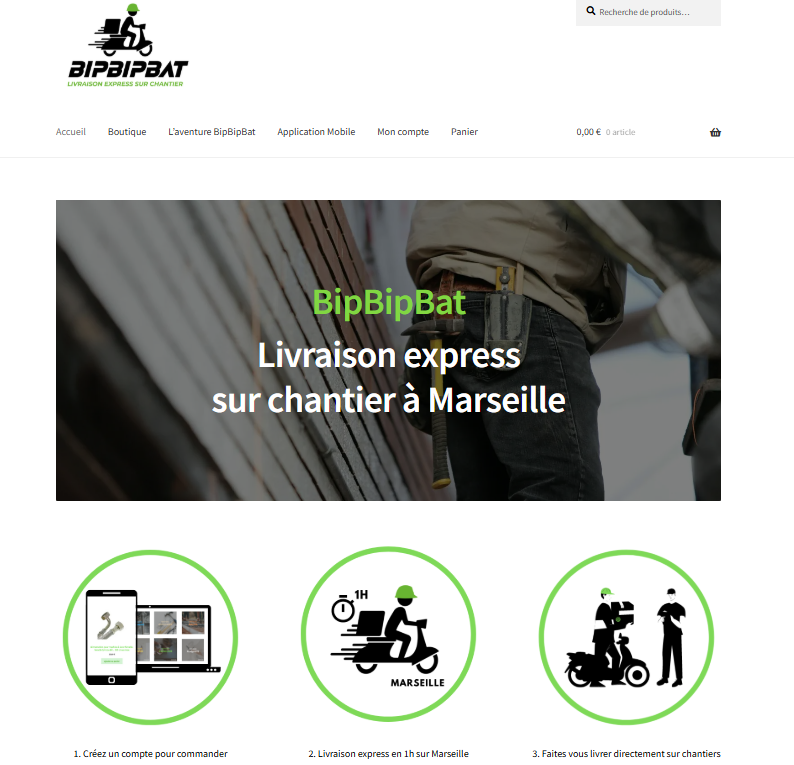 BIPBIPBAT
LIVRAISON EXPRESS SUR CHANTIER
Recherche de produits…
Accueil
Boutique
L'aventure BipBipBat
Application Mobile
Mon compte
Panier
0,00 € 0 article
BipBipBat
Livraison express
sur chantier à Marseille
1H
MARSEILLE
1. Créez un compte pour commander
2. Livraison express en 1h sur Marseille
3. Faites vous livrer directement sur chantiers